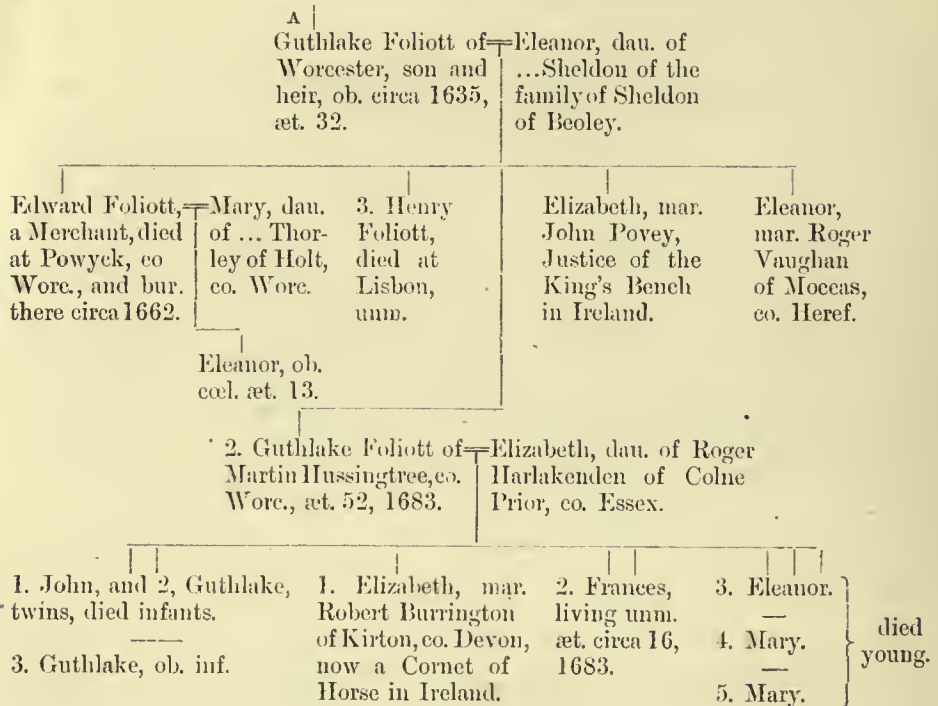 A
Guthlake Foliott of
Worcester, son and
heir, ob. circa 1635,
æt. 32.
Eleanor, dau. of
...Sheldon of the
family of Sheldon
of Beoley.
Edward Foliott,
a Merchant, died
at Powyck, co
Worc., and bur.
there circa 1662.
Mary, dau.
of ... Thor-
ley of Holt,
co. Worc.
3. Henry
Foliott,
died at
Lisbon,
unm.
Elizabeth, mar.
John Povey,
Justice of the
King's Bench
in Ireland.
Eleanor,
mar. Roger
Vaughan
of Moccas,
co. Heref.
Eleanor, ob.
cœl. æt. 13.
2. Guthlake Foliott of
Martin Hussingtree, co.
Worc., æt. 52, 1683.
Elizabeth, dau. of Roger
Harlakenden of Colne
Prior, co. Essex.
1. John, and 2, Guthlake,
twins, died infants.
3. Guthlake, ob. inf.
1. Elizabeth, mar.
Robert Burrington
of Kirton, co. Devon,
now a Cornet of
Horse in Ireland.
2. Frances,
living unm.
æt. circa 16,
1683.
3. Eleanor.
4. Mary.
5. Mary.
died
young.